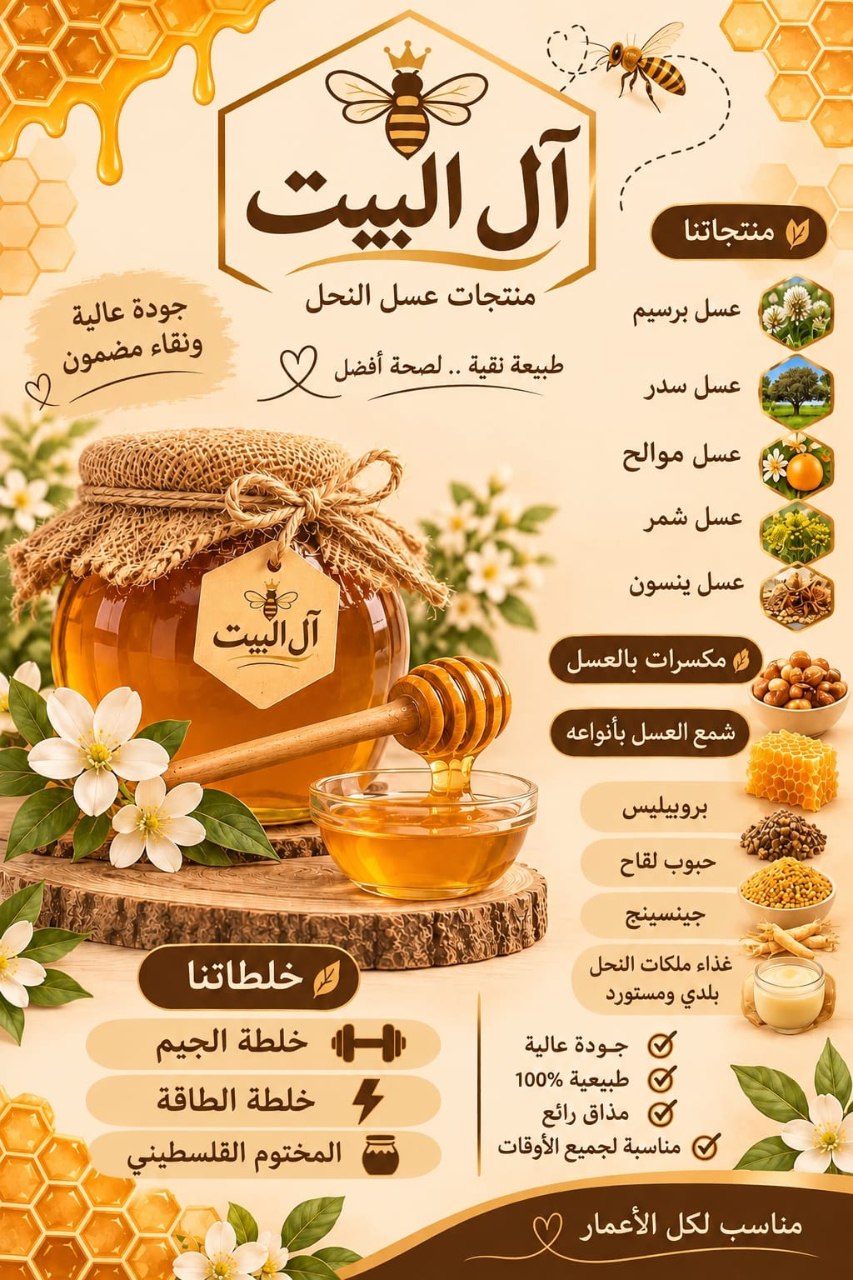 آل البيت
منتجات عسل النحل
طبيعة نقية .. لصحة أفضل
جودة عالية
ونقاء مضمون
آل البيت
منتجاتنا
عسل برسيم
عسل سدر
عسل موالح
عسل شمر
عسل ينسون
مكسرات بالعسل
شمع العسل بأنواعه
بروبيليس
حبوب لقاح
جينسينج
غذاء ملكات النحل
بلدي ومستورد
خلطاتنا
خلطة الجيم
خلطة الطاقة
المختوم القلسطيني
جـودة عالية
طبيعية 100%
مذاق رائع
مناسبة لجميع الأوقات
مناسب لكل الأعمار